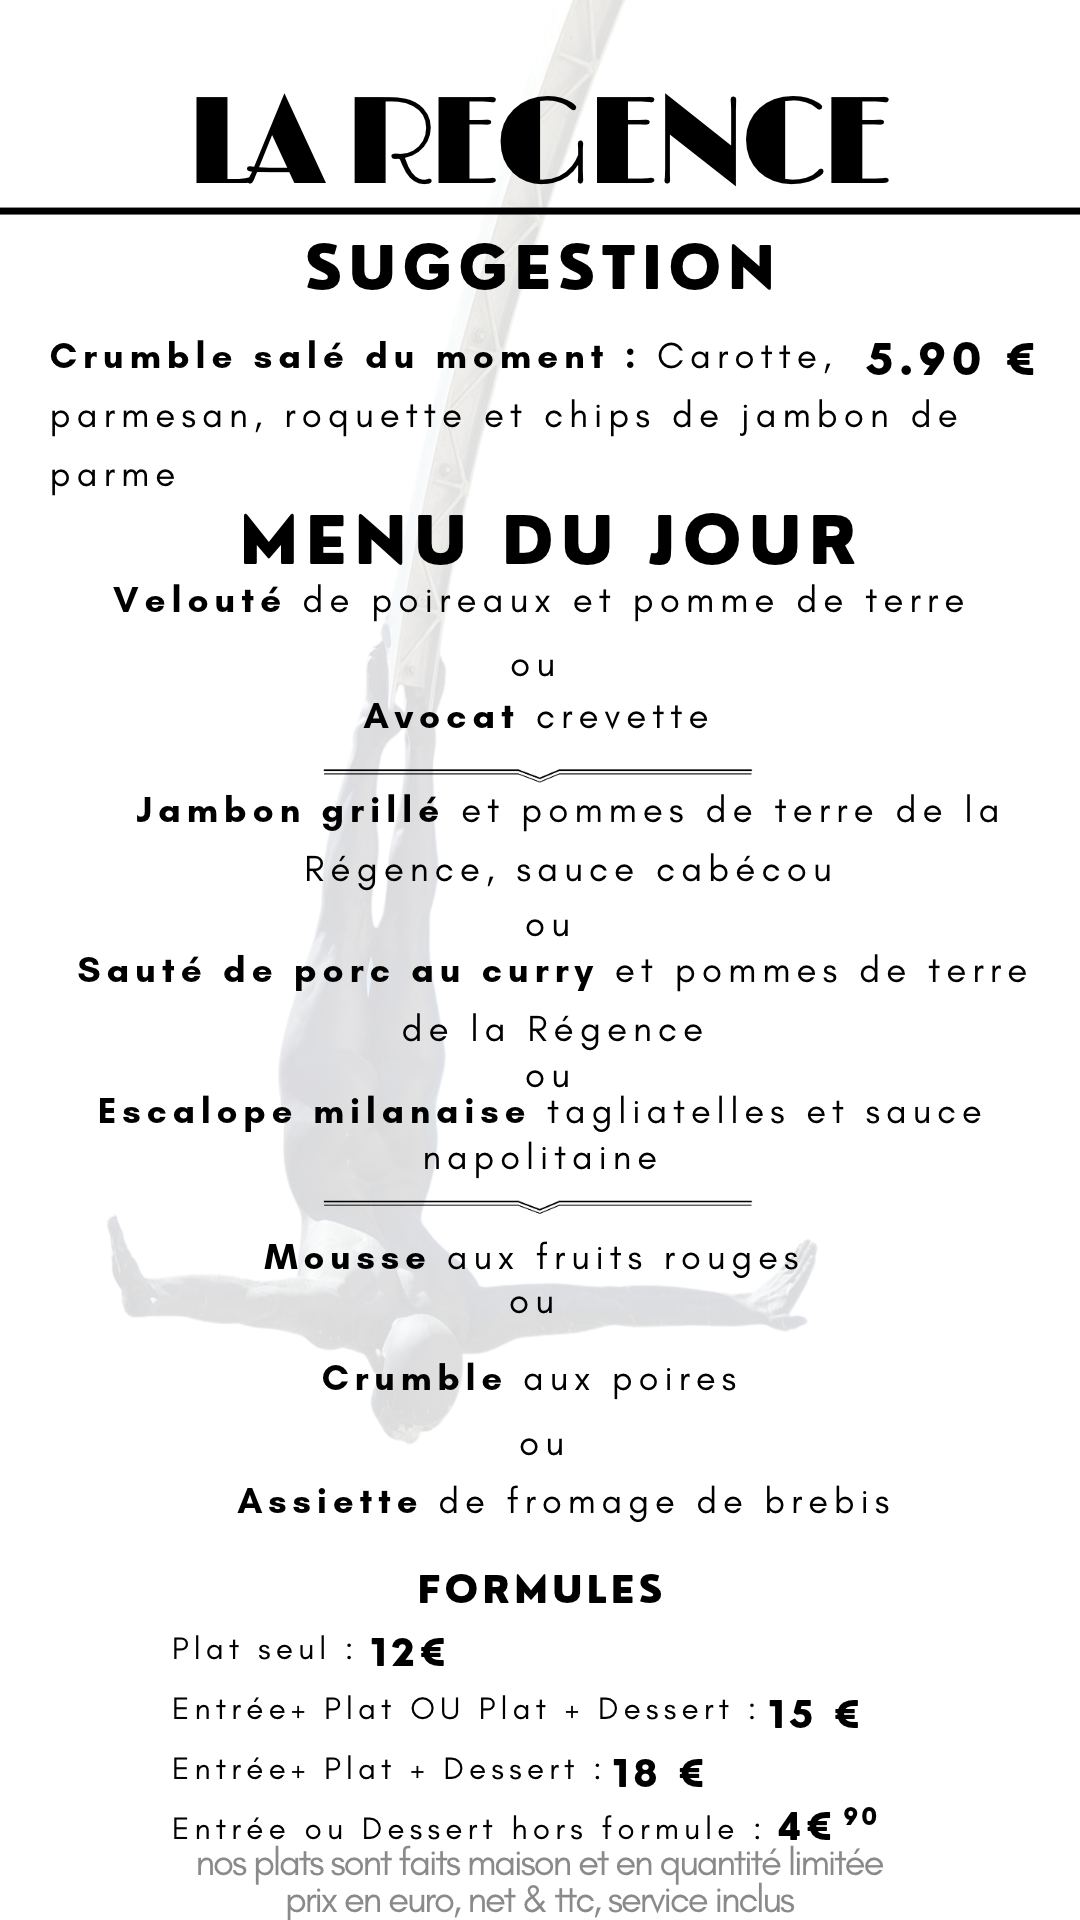 LA REGENCE
SUGGESTION
Crumble salé du moment : Carotte, 5.90 €
parmesan, roquette et chips de jambon de
parme
MENU DU JOUR
Velouté de poireaux et pomme de terre
ou
Avocat crevette
Jambon grillé et pommes de terre de la
Régence, sauce cabécou
ou
Sauté de porc au curry et pommes de terre
de la Régence
ou
Escalope milanaise tagliatelles et sauce
napolitaine
Mousse aux fruits rouges
ou
Crumble aux poires
ou
Assiette de fromage de brebis
FORMULES
Plat seul : 12€
Entrée+ Plat OU Plat + Dessert : 15 €
Entrée+ Plat + Dessert : 18 €
Entrée ou Dessert hors formule : 4€ 90
nos plats sont faits maison et en quantité limitée
prix en euro, net & ttc, service inclus